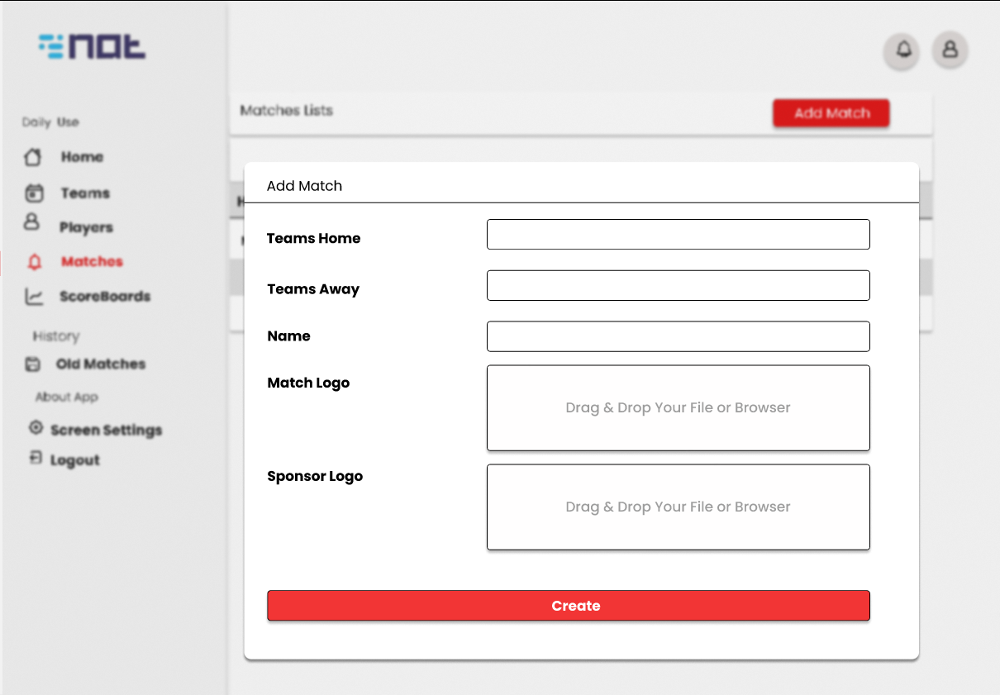 nat
Daily Use
Home
Teams
Players
Matches
ScoreBoards
History
Old Matches
About App
Screen Settings
Logout
Matches Lists
Add Match
Add Match
Teams Home
Teams Away
Name
Match Logo
Drag & Drop Your File or Browser
Sponsor Logo
Drag & Drop Your File or Browser
Create